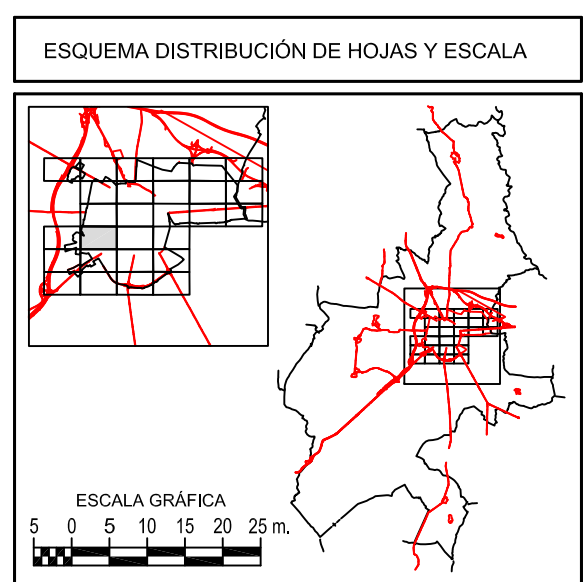 ESQUEMA DISTRIBUCIÓN DE HOJAS Y ESCALA
ESCALA GRÁFICA
5 0 5 10 15 20 25 m.